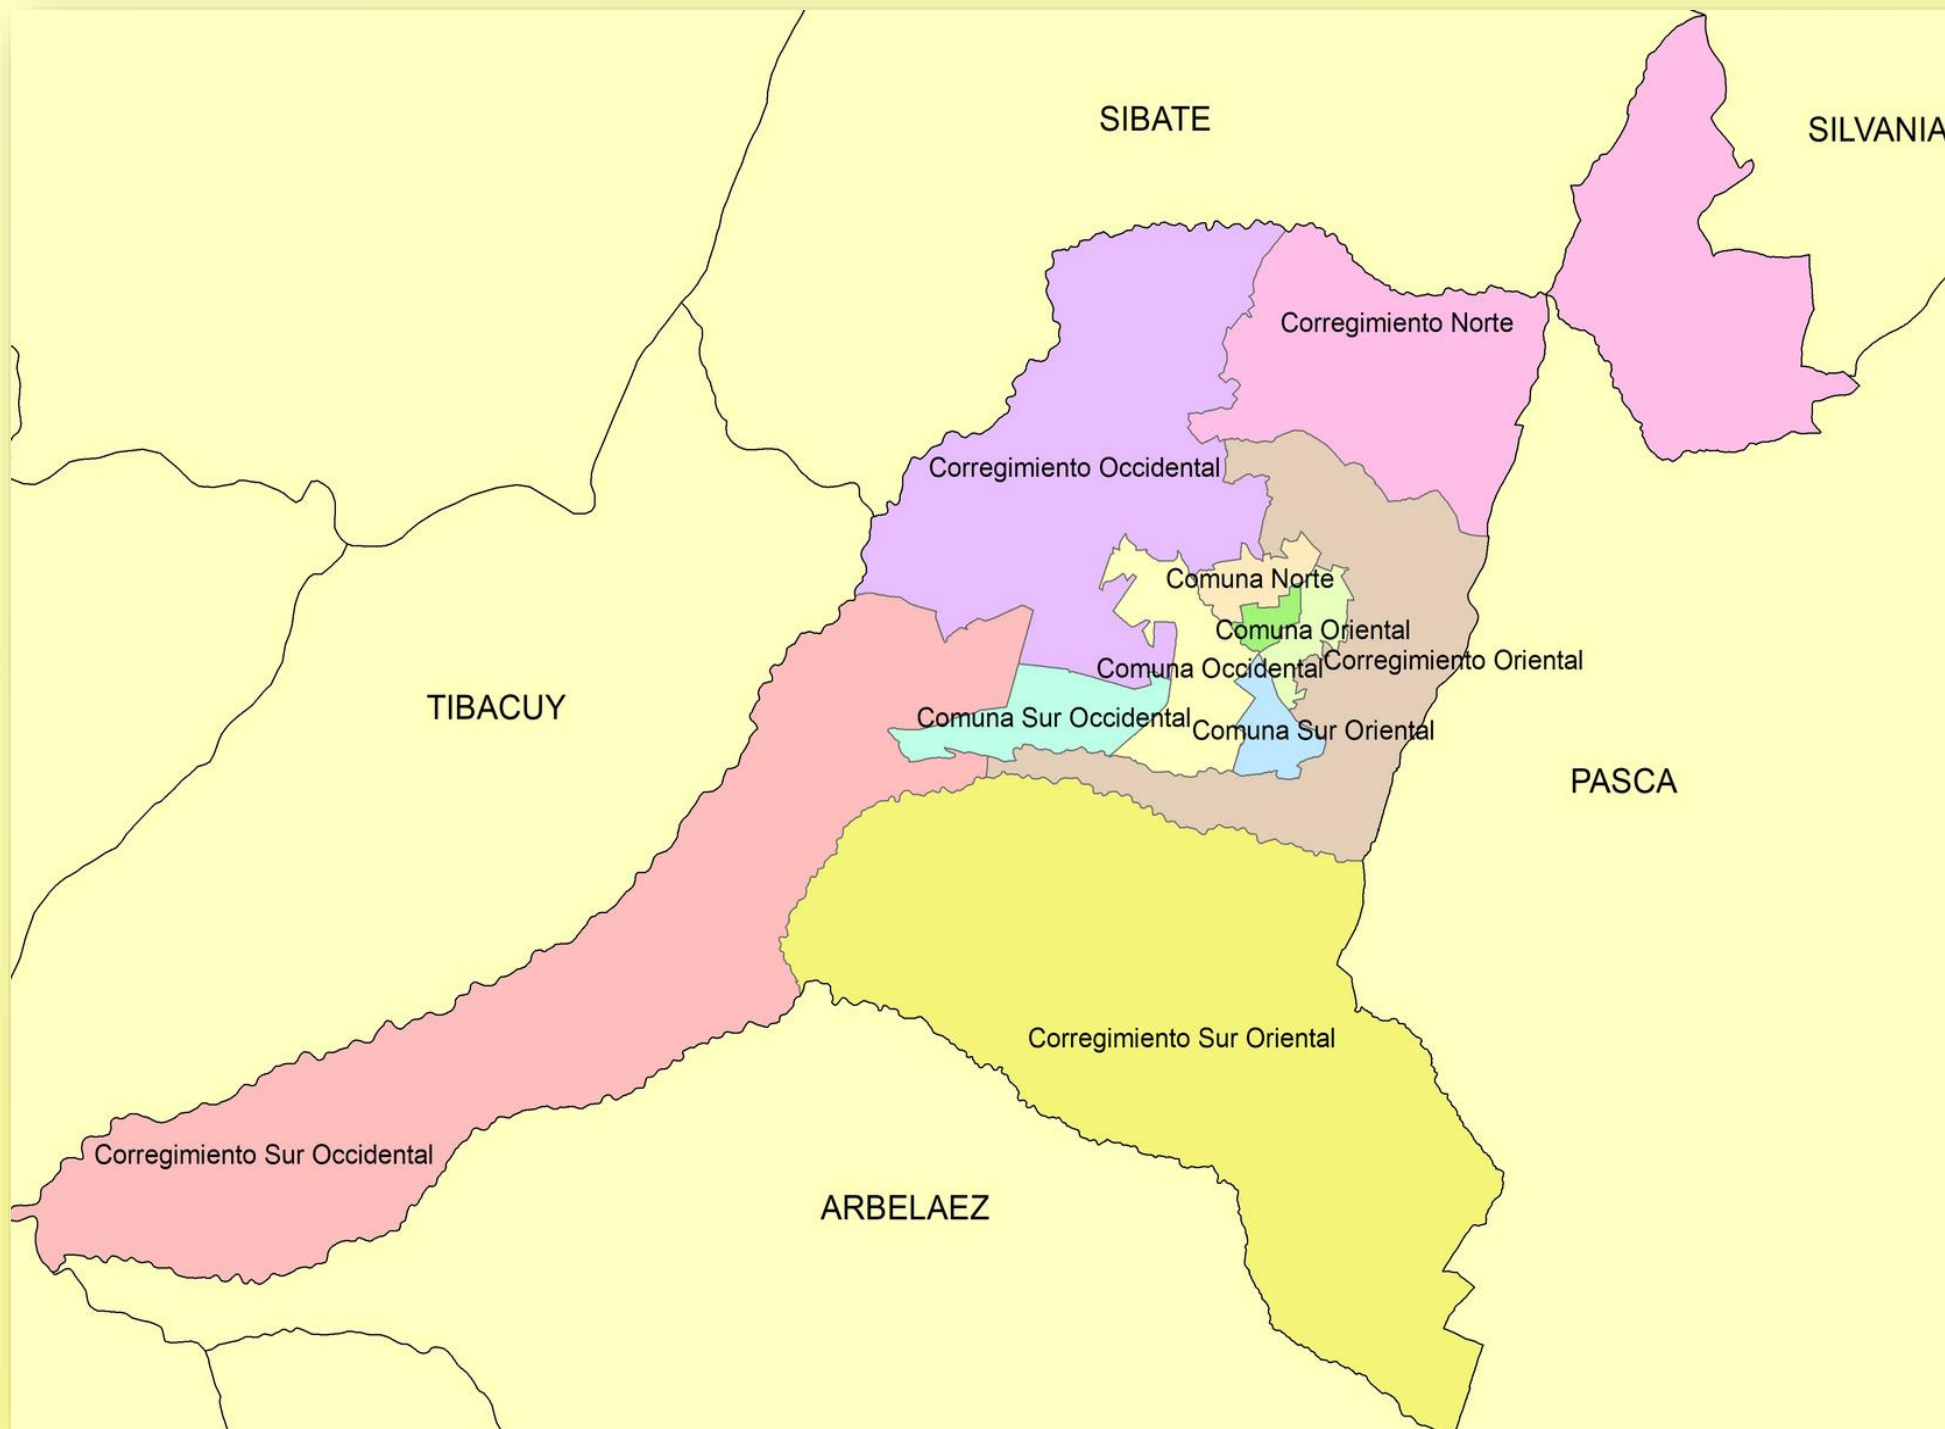 SIBATE
SILVANIA
Corregimiento Norte
Corregimiento Occidental
Comuna Norte
Comuna Oriental
Comuna Occidental
Corregimiento Oriental
TIBACUY
Comuna Sur Occidental
Comuna Sur Oriental
PASCA
Corregimiento Sur Oriental
Corregimiento Sur Occidental
ARBELAEZ